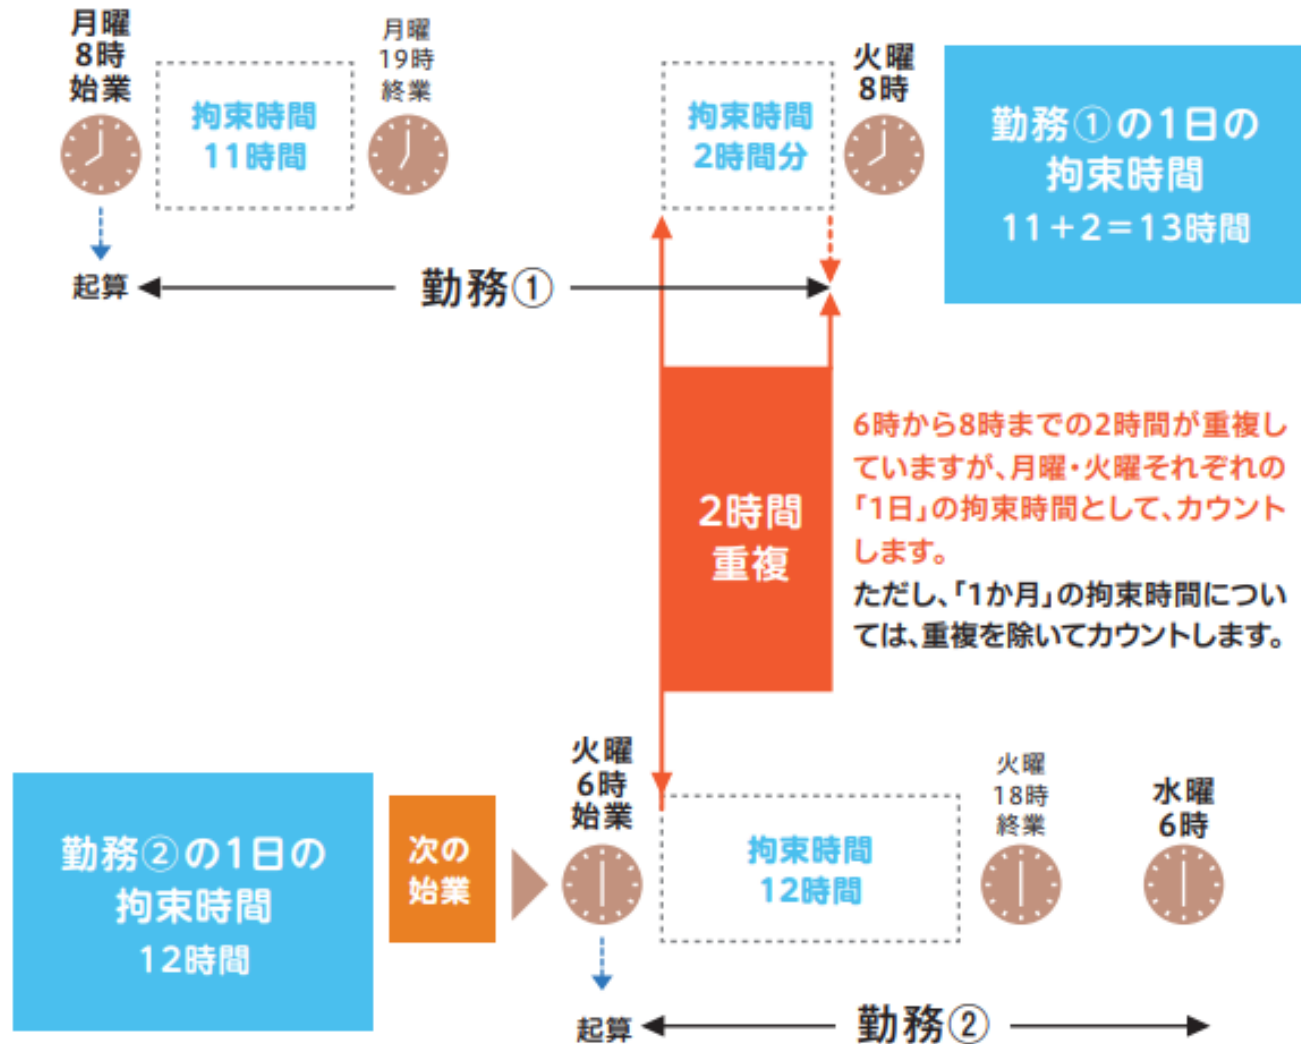 月曜
8時
始業
拘束時間
11時間
月曜
19時
終業
拘束時間
2時間分
火曜
8時
勤務①の1日の
拘束時間
11+2=13時間
起算
勤務①
2時間
重複
6時から8時までの2時間が重複し
ていますが、月曜・火曜それぞれの
「1日」の拘束時間として、カウント
します。
ただし、「1か月」の拘束時間につい
ては、重複を除いてカウントします。
勤務②の1日の
拘束時間
12時間
次の
始業
火曜
6時
始業
拘束時間
12時間
火曜
18時
終業
水曜
6時
起算
勤務②